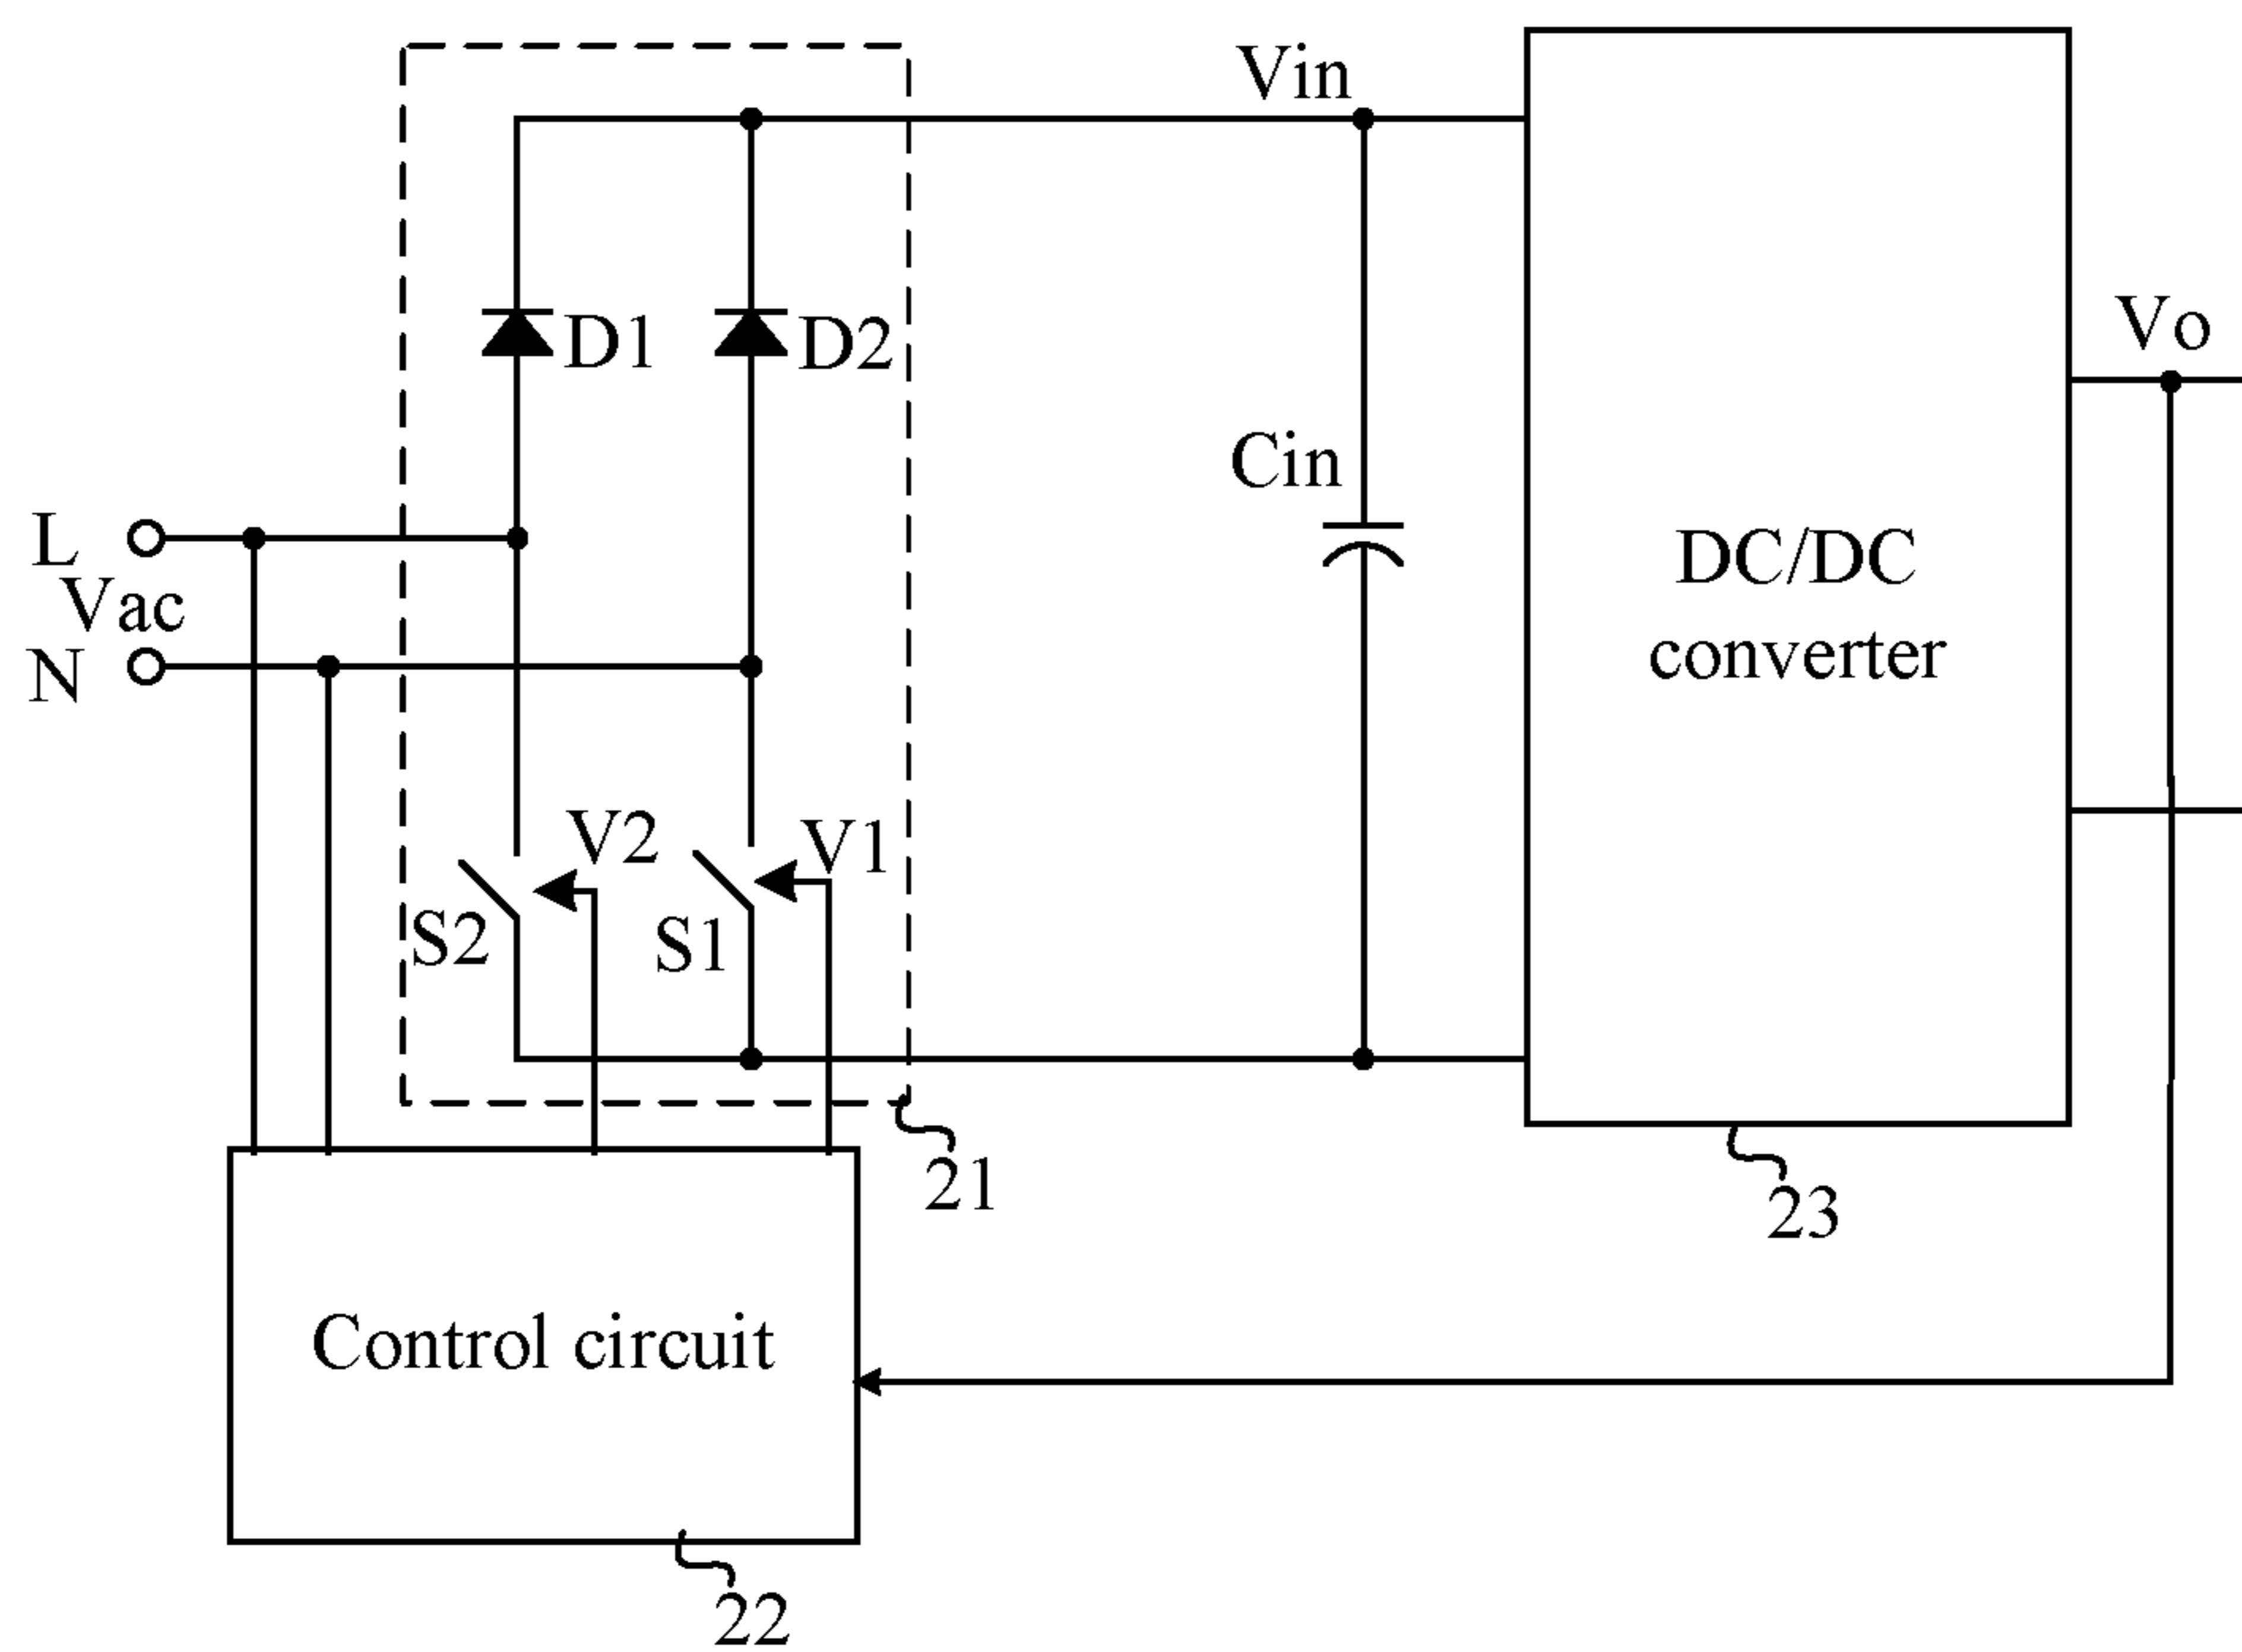 Vin
D1
D2
Vo
Cin
L
Vac
N
DC/DC
converter
V2
V1
S2
S1
21
23
Control circuit
22